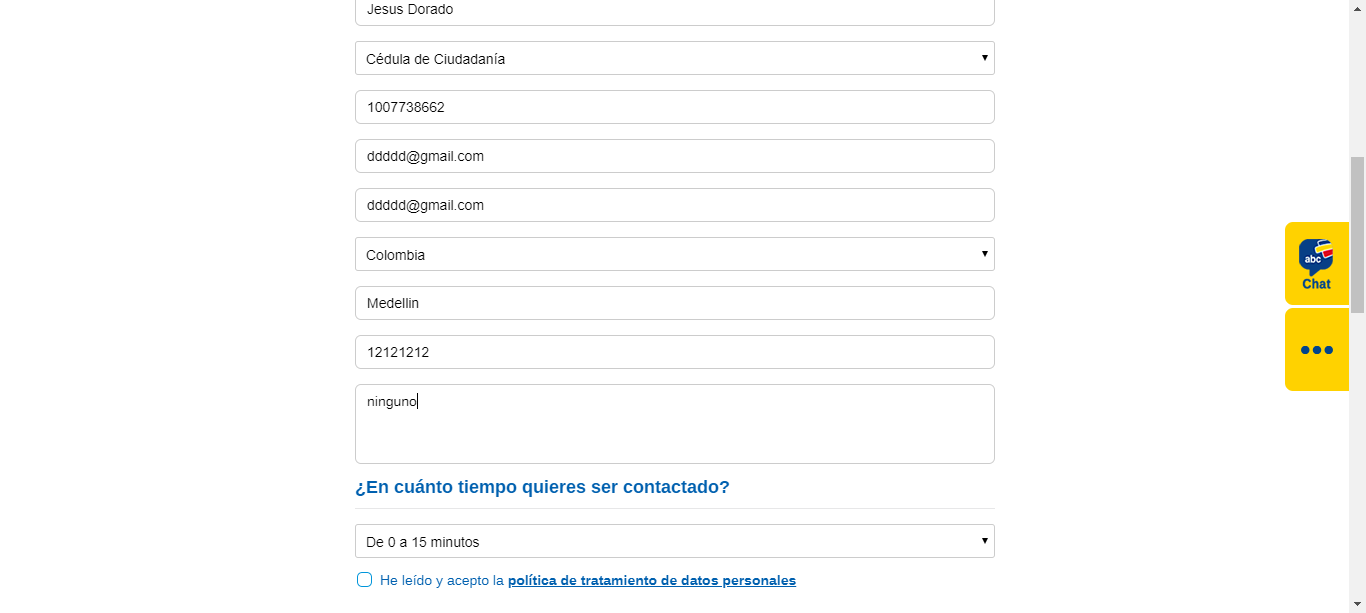 Jesus Dorado
Cédula de Ciudadanía
1007738662
ddddd@gmail.com
ddddd@gmail.com
Colombia
Medellin
12121212
ninguno
¿En cuánto tiempo quieres ser contactado?
De 0 a 15 minutos
He leído y acepto la política de tratamiento de datos personales
abc
Chat